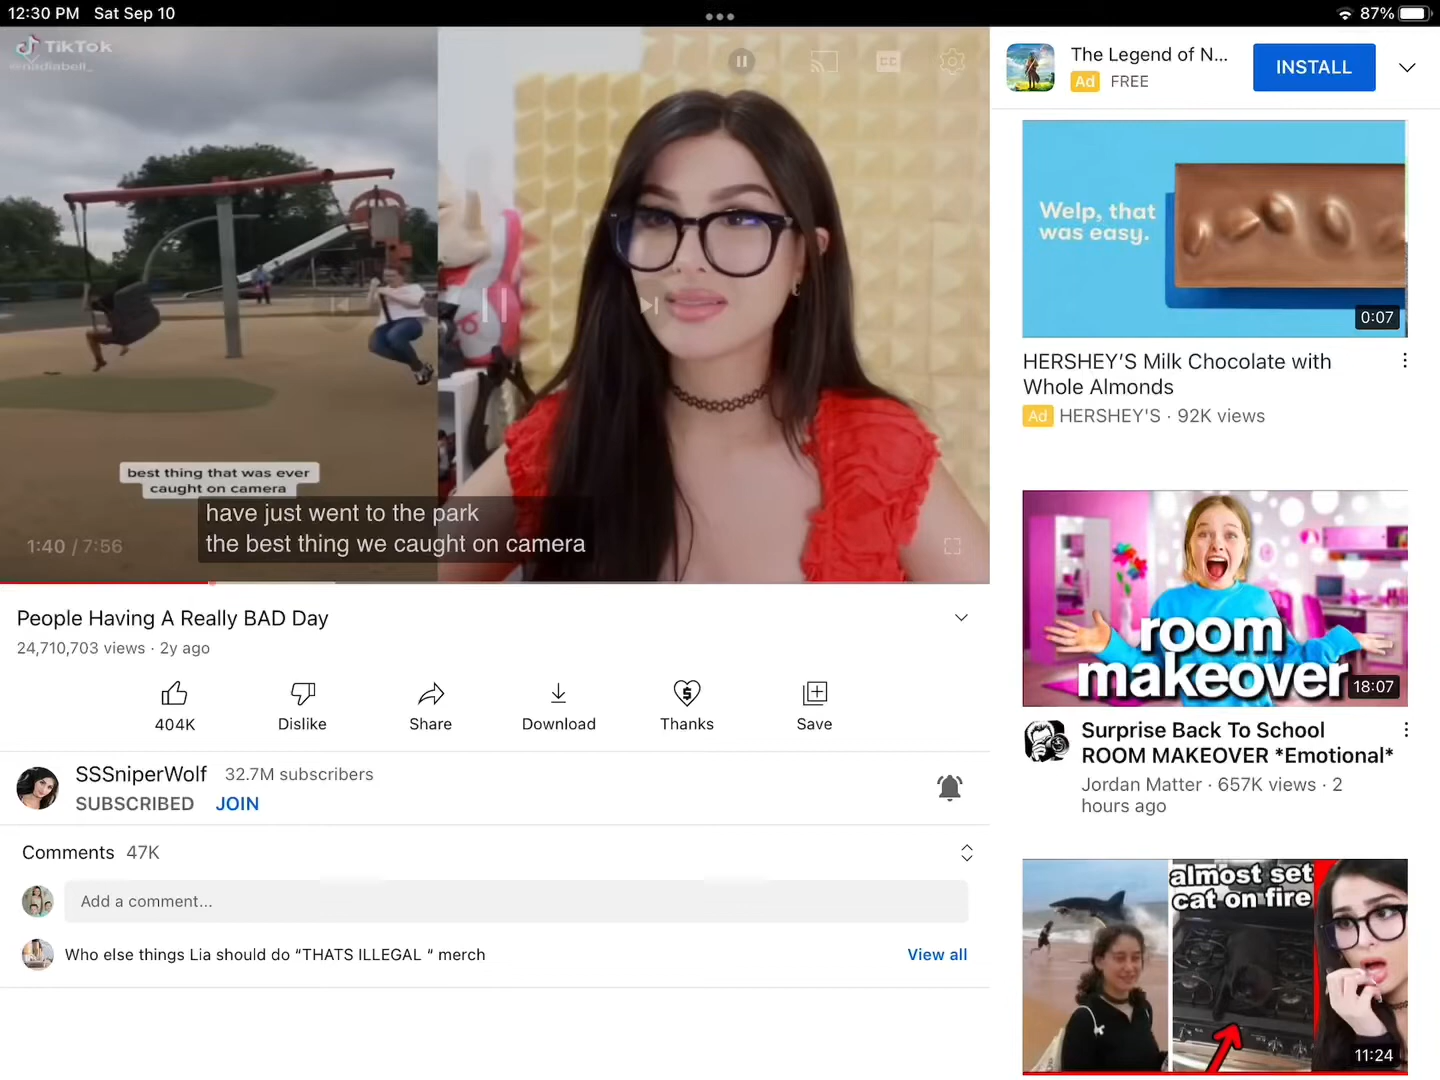 12:30 PM Sat Sep 10
87%
TikTok
@nadiabell_
CC
best thing that was ever
caught on camera
have just went to the park
the best thing we caught on camera
1:40 / 7:56
People Having A Really BAD Day
24,710,703 views · 2y ago
404K
Dislike
Share
Download
Thanks
Save
SSSniperWolf 32.7M subscribers
SUBSCRIBED JOIN
Comments 47K
Add a comment...
Who else things Lia should do “THATS ILLEGAL “ merch
View all
The Legend of N...
Ad FREE
INSTALL
Welp, that
was easy.
0:07
HERSHEY'S Milk Chocolate with
Whole Almonds
Ad HERSHEY'S · 92K views
room
makeover
18:07
Surprise Back To School
ROOM MAKEOVER *Emotional*
Jordan Matter · 657K views · 2
hours ago
almost set
cat on fire
11:24